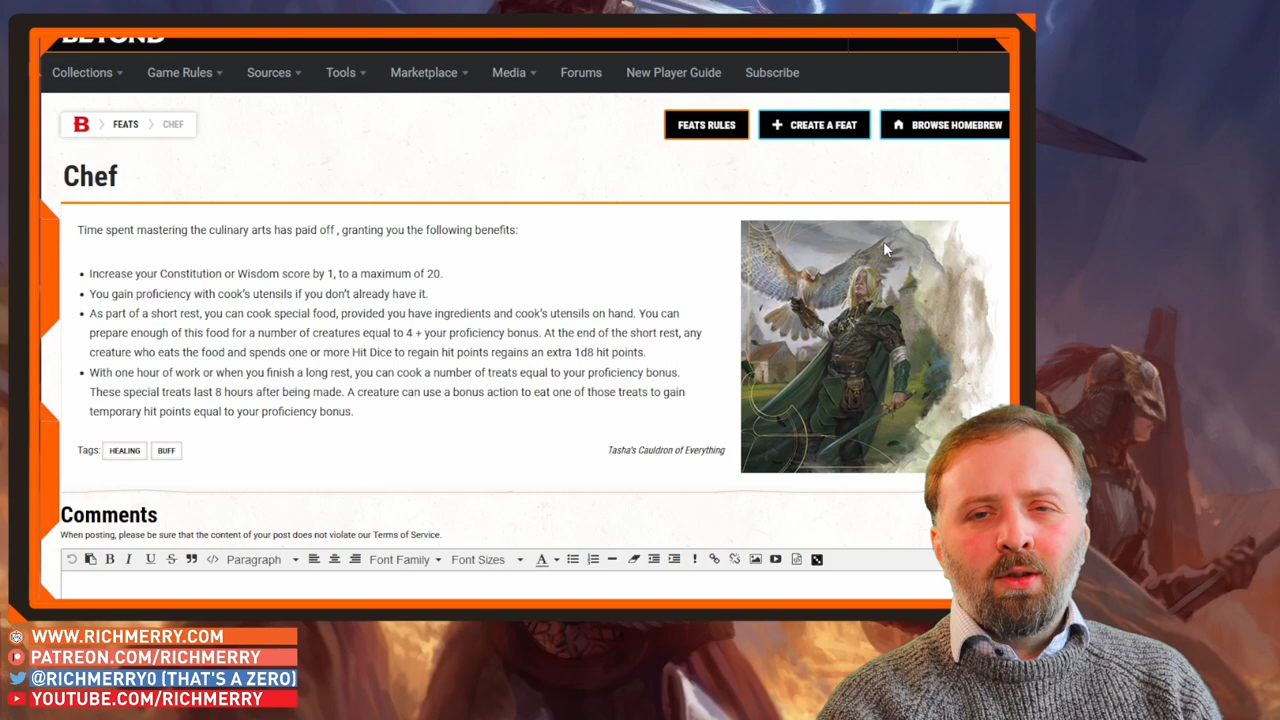 BEYOND
Collections Game Rules Sources Tools Marketplace Media Forums New Player Guide Subscribe
B FEATS CHEF
FEATS RULES + CREATE A FEAT BROWSE HOMEBREW
Chef
Time spent mastering the culinary arts has paid off , granting you the following benefits:
• Increase your Constitution or Wisdom score by 1, to a maximum of 20.
• You gain proficiency with cook's utensils if you don't already have it.
• As part of a short rest, you can cook special food, provided you have ingredients and cook's utensils on hand. You can
prepare enough of this food for a number of creatures equal to 4 + your proficiency bonus. At the end of the short rest, any
creature who eats the food and spends one or more Hit Dice to regain hit points regains an extra 1d8 hit points.
• With one hour of work or when you finish a long rest, you can cook a number of treats equal to your proficiency bonus.
These special treats last 8 hours after being made. A creature can use a bonus action to eat one of those treats to gain
temporary hit points equal to your proficiency bonus.
Tags: HEALING BUFF
Tasha's Cauldron of Everything
Comments
When posting, please be sure that the content of your post does not violate our Terms of Service.
B I U S Paragraph Font Family Font Sizes A
WWW.RICHMERRY.COM
PATREON.COM/RICHMERRY
@RICHMERRY0 (THAT'S A ZERO)
YOUTUBE.COM/RICHMERRY